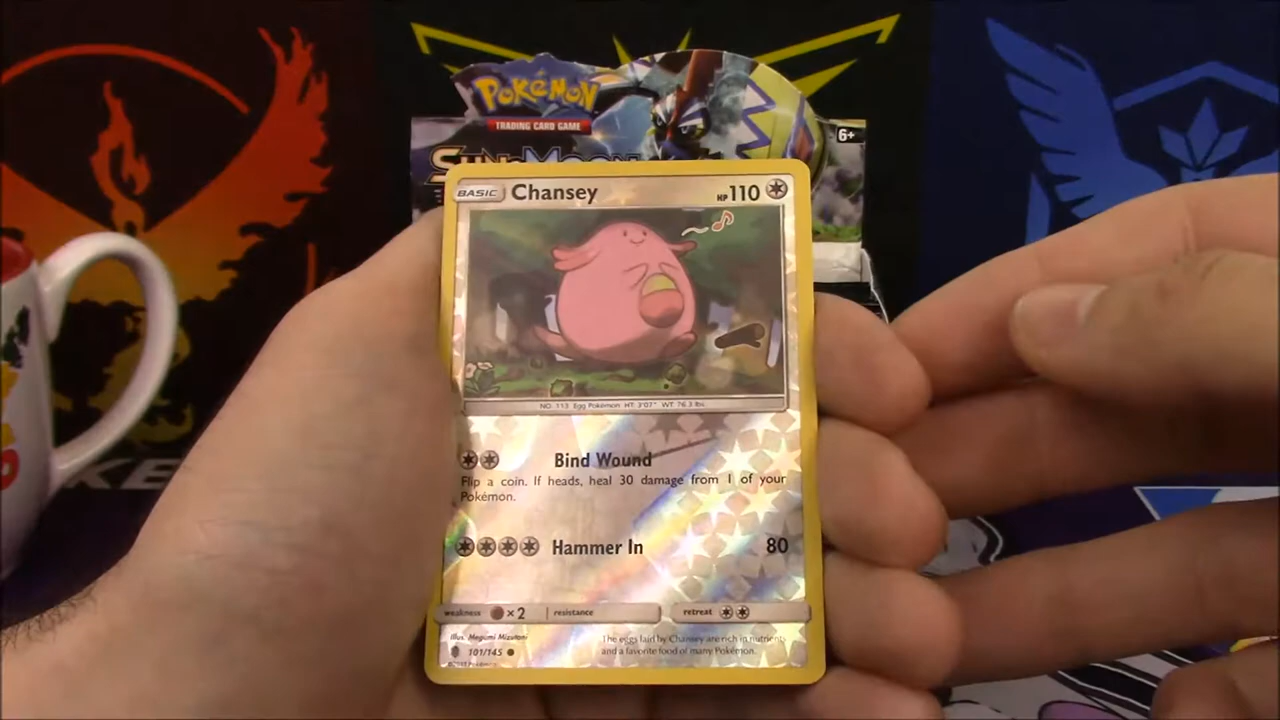 POKÉMON
TRADING CARD GAME
6+
BASIC Chansey HP 110
NO. 113 Egg Pokémon HT: 3'07" WT: 76.3 lbs.
Bind Wound
Flip a coin. If heads, heal 30 damage from 1 of your
Pokémon.
Hammer In 80
weakness ×2 resistance retreat
Illus. Megumi Mizutani
101/145
The eggs laid by Chansey are rich in nutrients
and a favorite food of many Pokémon.